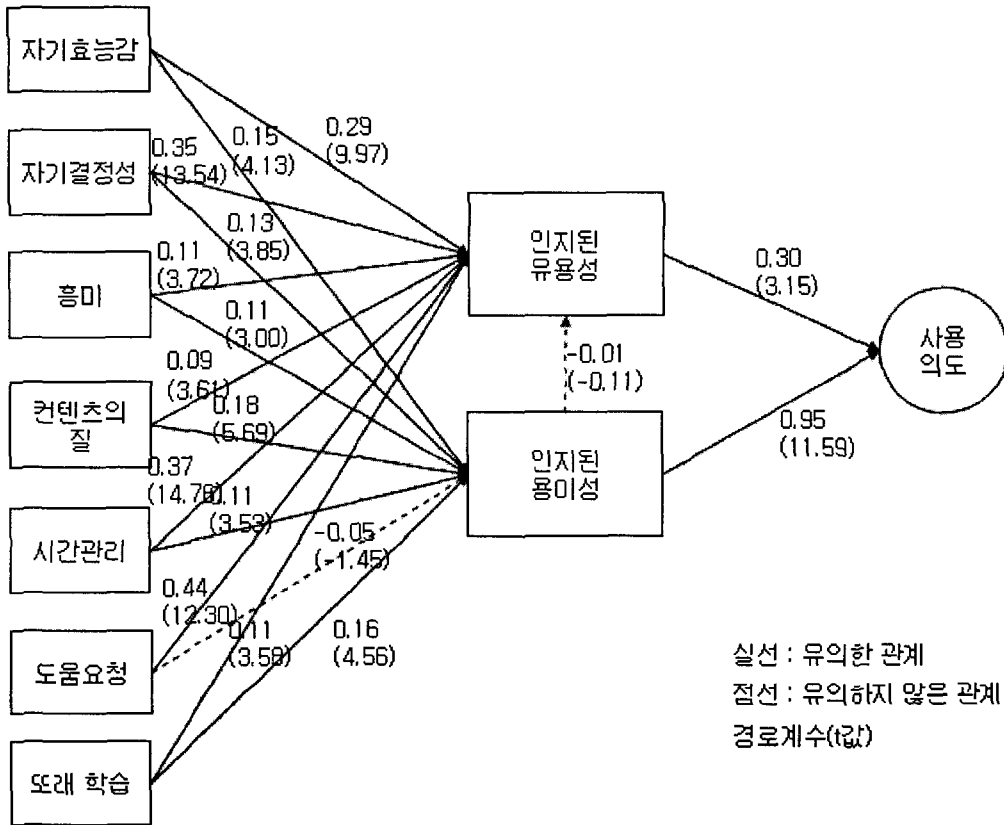 자기효능감
자기결정성
흥미
컨텐츠의
질
시간관리
도움요청
또래 학습
0.29
(9.97)
0.15
(4.13)
0.35
(13.54)
0.13
(3.85)
0.11
(3.72)
0.11
(3.00)
0.09
(3.61)
0.18
(5.69)
0.37
(14.78)
0.11
(3.53)
-0.05
(-1.45)
0.44
(12.30)
0.11
(3.58)
0.16
(4.56)
인지된
유용성
-0.01
(-0.11)
인지된
용미성
0.30
(3.15)
0.95
(11.59)
사용
의도
실선 : 유의한 관계
점선 : 유의하지 않은 관계
경로계수(t값)